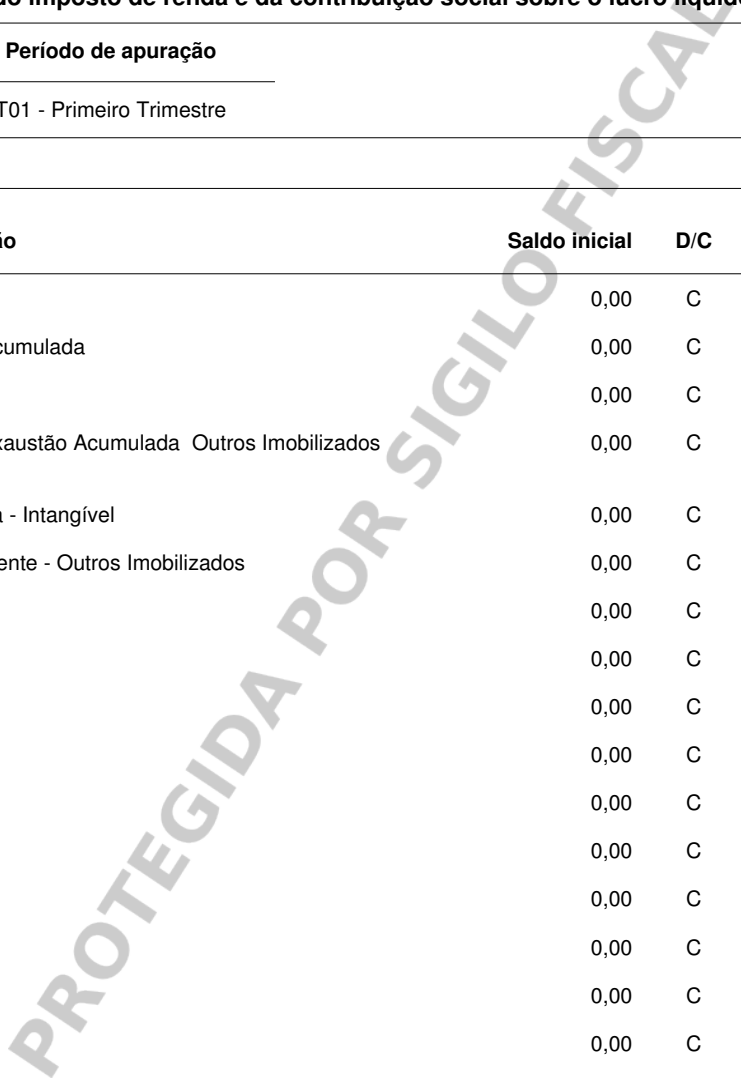 do imposto de renda e da contribuição social sobre o lucro líquido
Período de apuração
T01 - Primeiro Trimestre
ão Saldo inicial D/C
0,00 C
cumulada 0,00 C
0,00 C
xaustão Acumulada Outros Imobilizados 0,00 C
a - Intangível 0,00 C
ente - Outros Imobilizados 0,00 C
0,00 C
0,00 C
0,00 C
0,00 C
0,00 C
0,00 C
0,00 C
0,00 C
0,00 C
0,00 C
PROTEGIDA POR SIGILO FISCAL